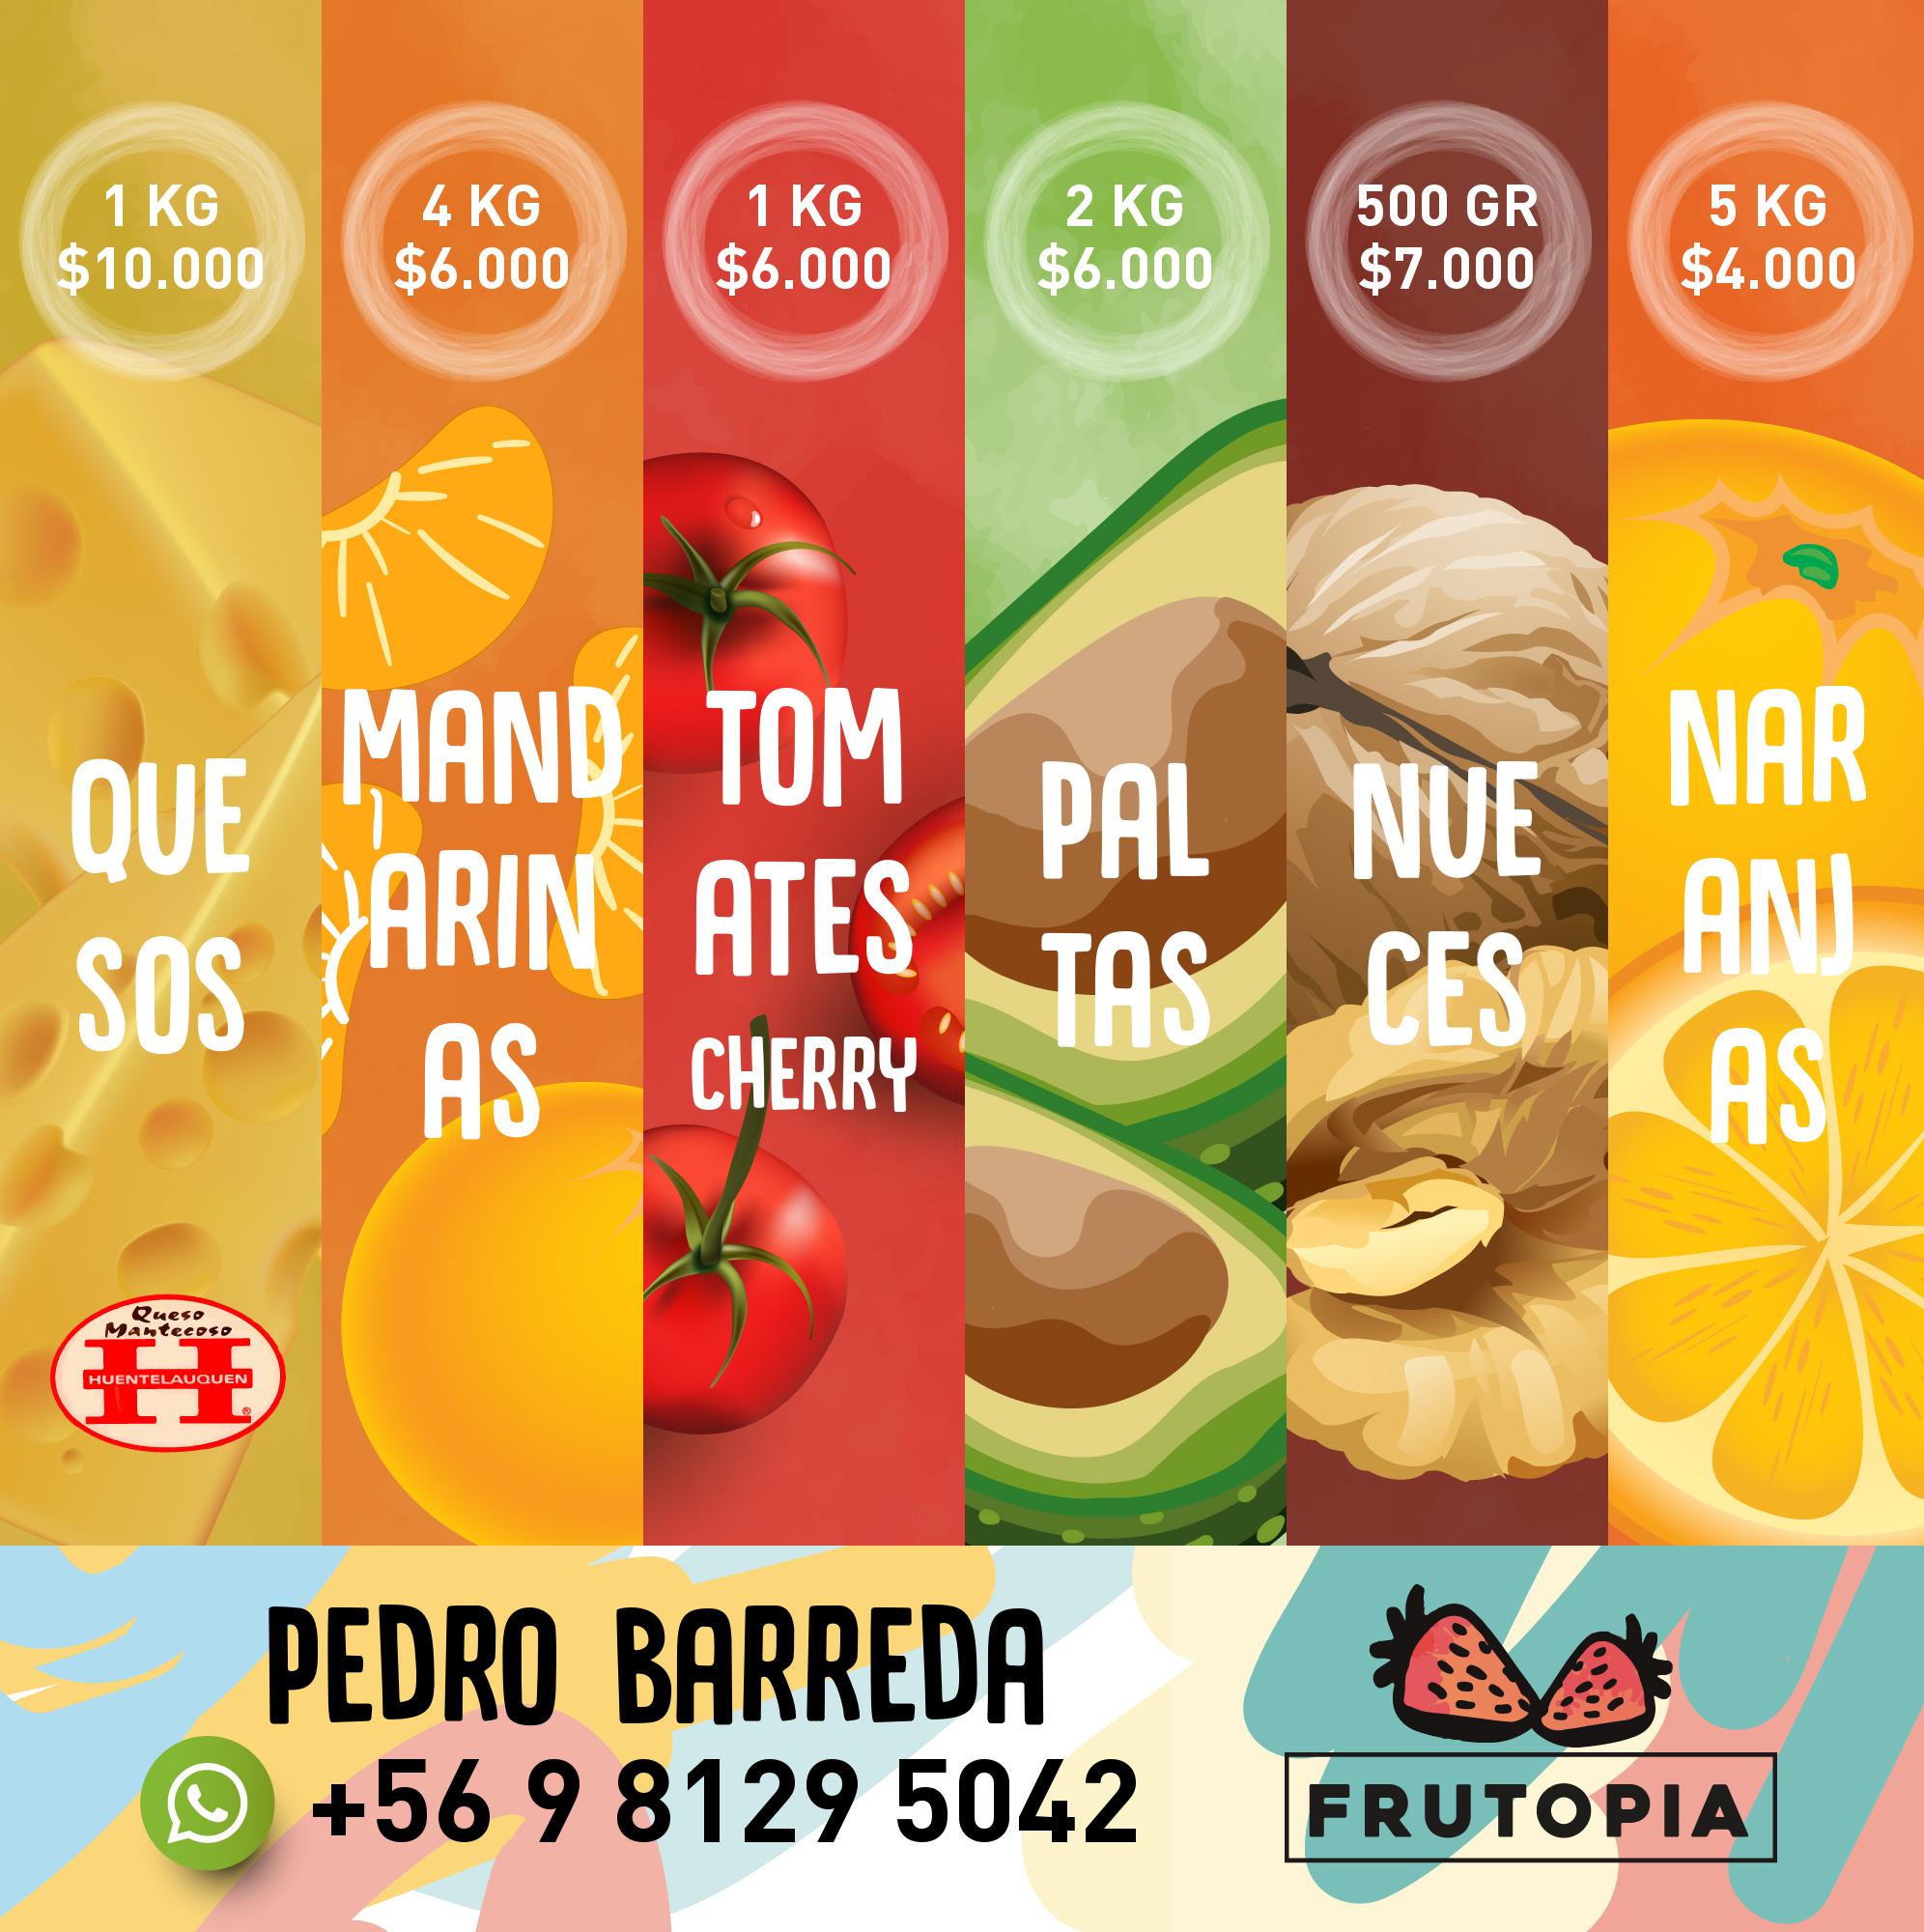 1 KG
$10.000
QUE
SOS
Queso
Mantecoso
H
HUENTELAUQUEN
®
4 KG
$6.000
MAND
ARIN
AS
1 KG
$6.000
TOM
ATES
CHERRY
2 KG
$6.000
PAL
TAS
500 GR
$7.000
NUE
CES
5 KG
$4.000
NAR
ANJ
AS
PEDRO BARREDA
+56 9 8129 5042
FRUTOPIA